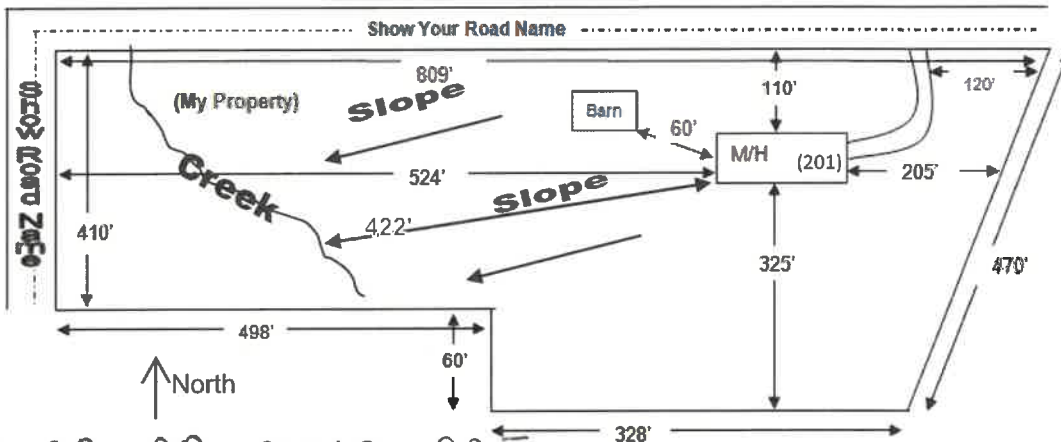 Show Your Road Name
Show Road Name
809'
110'
120'
(My Property)
Slope
Barn
60'
M/H
(201)
524'
205'
Creek
Slope
410'
422'
325'
470'
498'
60'
North
328'